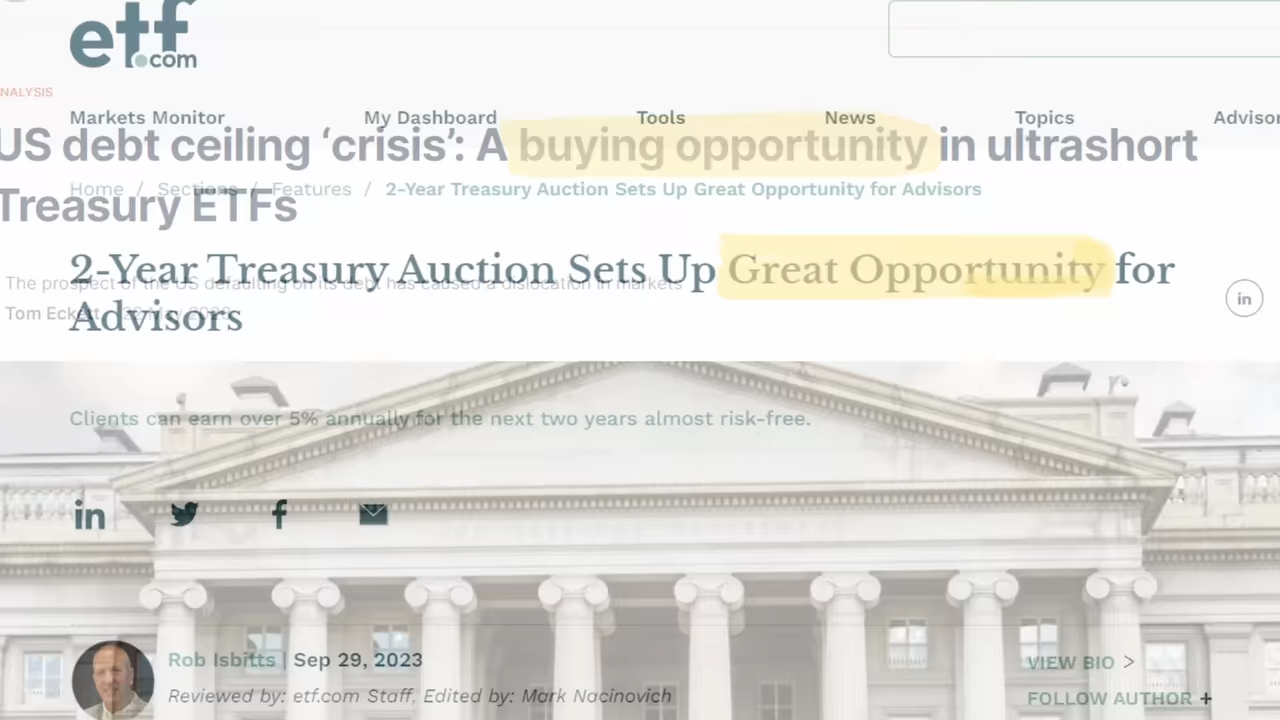 etf.com
NALYSIS
Markets Monitor My Dashboard Tools News Topics Advisor
US debt ceiling ‘crisis’: A buying opportunity in ultrashort
Treasury ETFs
Home / Sections / Features / 2-Year Treasury Auction Sets Up Great Opportunity for Advisors
2-Year Treasury Auction Sets Up Great Opportunity for
Advisors
The prospect of the US defaulting on its debt has caused a dislocation in markets
Tom Eckett
in
Clients can earn over 5% annually for the next two years almost risk-free.
in f
Rob Isbitts | Sep 29, 2023
Reviewed by: etf.com Staff, Edited by: Mark Nacinovich
VIEW BIO >
FOLLOW AUTHOR +